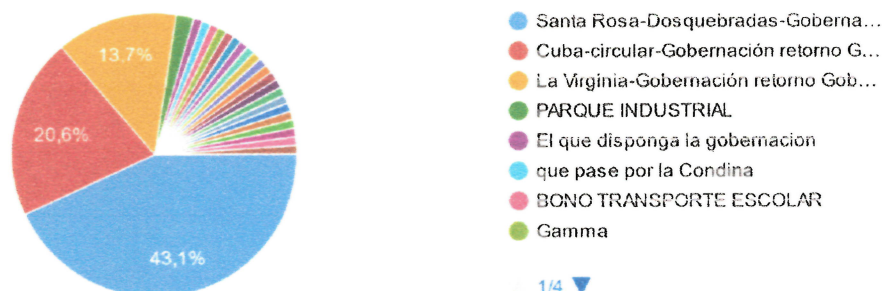 13,7%
20,6%
43,1%
Santa Rosa-Dosquebradas-Goberna...
Cuba-circular-Gobernación retorno G...
La Virginia-Gobernación retorno Gob...
PARQUE INDUSTRIAL
El que disponga la gobernacion
que pase por la Condina
BONO TRANSPORTE ESCOLAR
Gamma
1/4